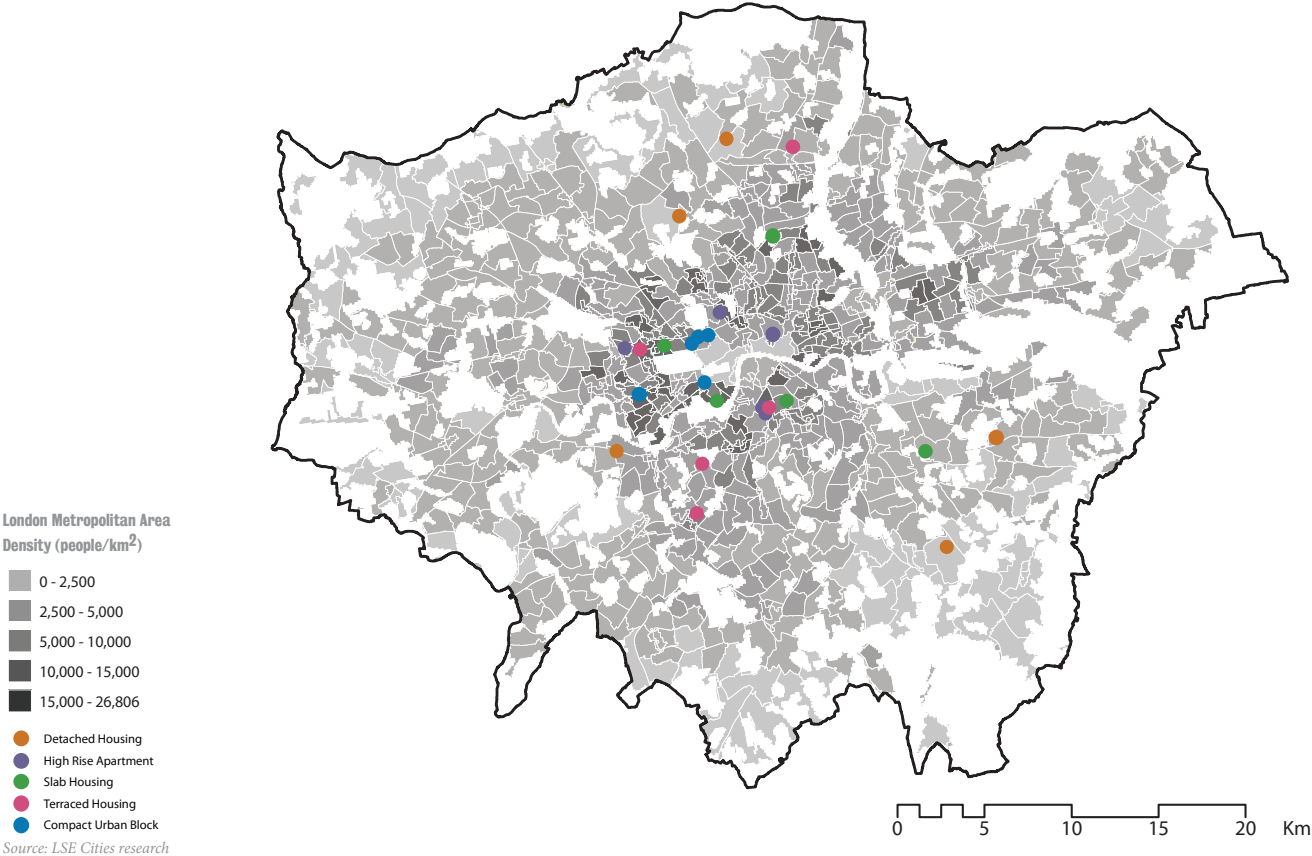 London Metropolitan Area
Density (people/km²)
0 - 2,500
2,500 - 5,000
5,000 - 10,000
10,000 - 15,000
15,000 - 26,806
Detached Housing
High Rise Apartment
Slab Housing
Terraced Housing
Compact Urban Block
Source: LSE Cities research
0 5 10 15 20 Km